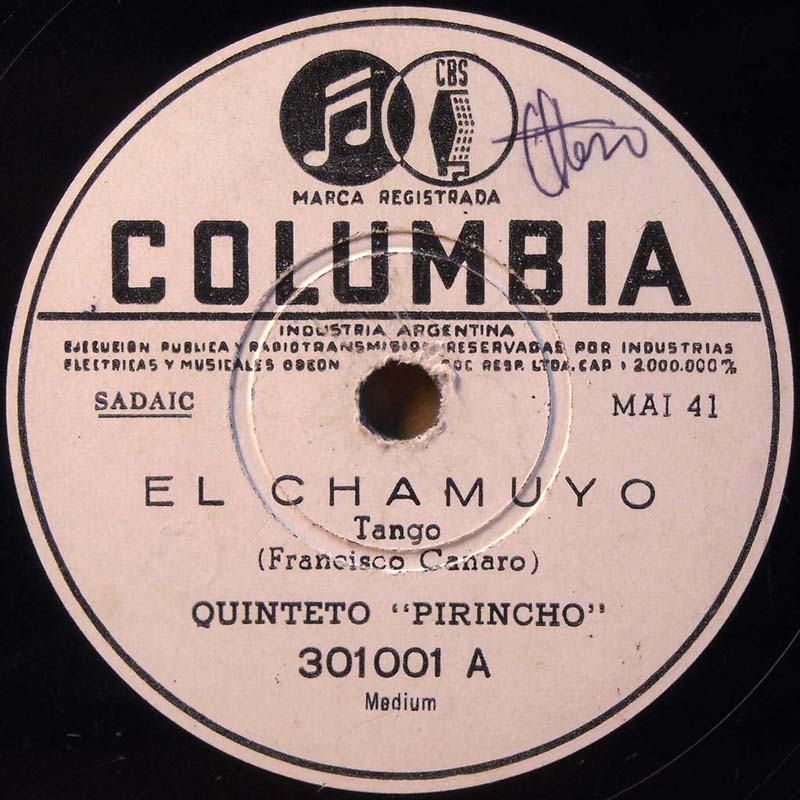 CBS
MARCA REGISTRADA
COLUMBIA
INDUSTRIA ARGENTINA
EJECUCION PUBLICA Y RADIOTRANSMISION RESERVADAS POR INDUSTRIAS
ELECTRICAS Y MUSICALES ODEON SOC RESP. LTDA. CAP $ 2.000.000 %
SADAIC
MAI 41
EL CHAMUYO
Tango
(Francisco Canaro)
QUINTETO "PIRINCHO"
301001 A
Medium